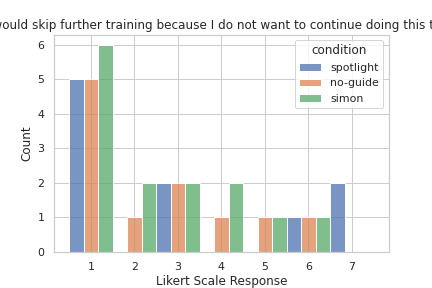 would skip further training because I do not want to continue doing this t
6
condition
spotlight
5
no-guide
simon
4
Count
3
2
1
0
1 2 3 4 5 6 7
Likert Scale Response